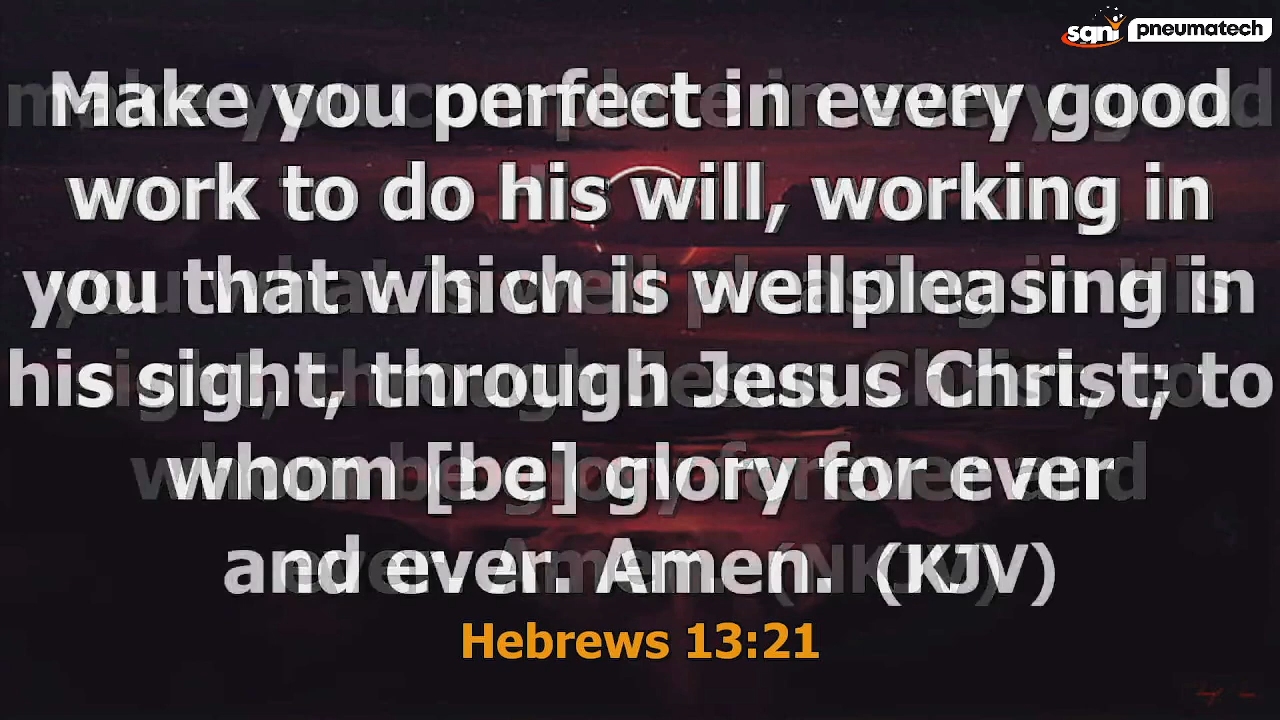 sqni pneumatech
Make you perfect in every good
work to do his will, working in
you that which is wellpleasing in
his sight, through Jesus Christ; to
whom [be] glory for ever
and ever. Amen. (KJV)
Hebrews 13:21